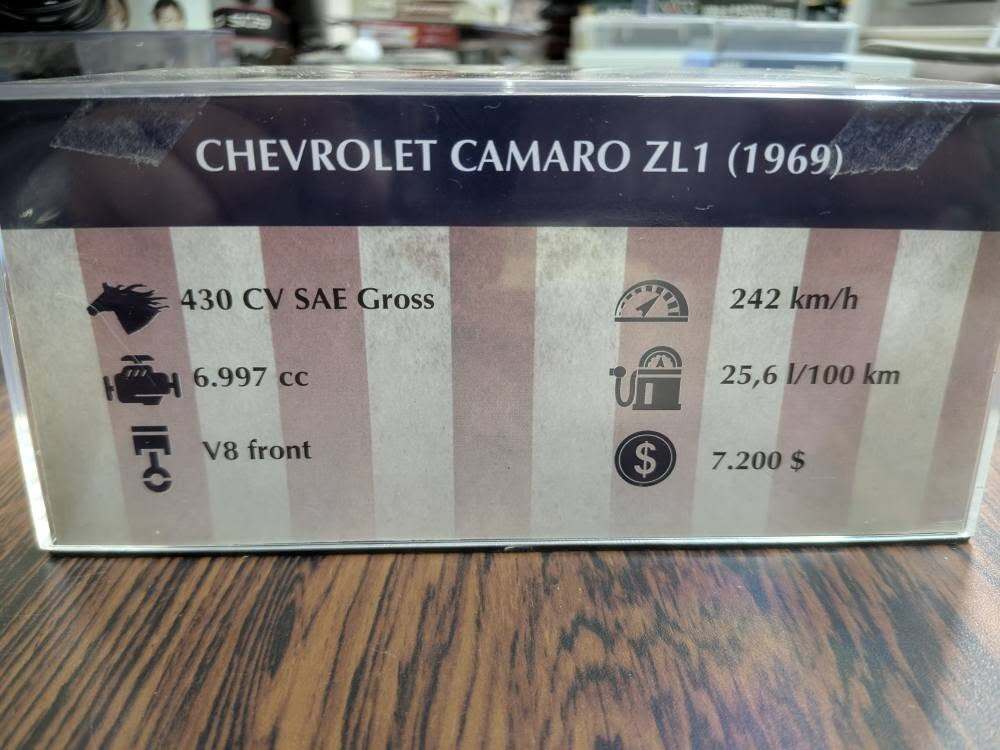 CHEVROLET CAMARO ZL1 (1969)
430 CV SAE Gross
6.997 cc
V8 front
242 km/h
25,6 l/100 km
$
7.200 $